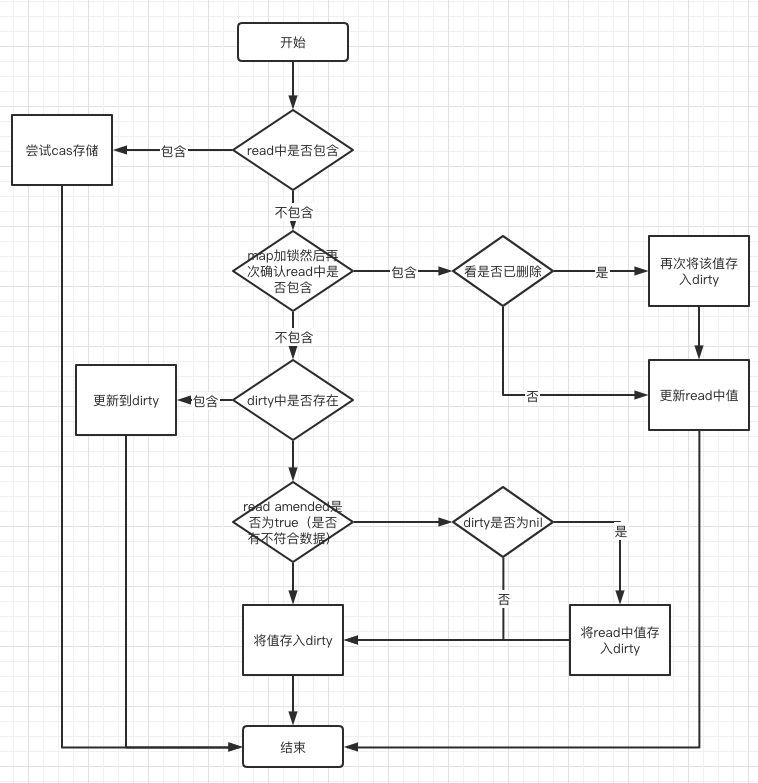 开始
read中是否包含
包含
尝试cas存储
不包含
map加锁然后再
次确认read中是
否包含
包含
看是否已删除
是
再次将该值存
入dirty
不包含
dirty中是否存在
包含
更新到dirty
否
更新read中值
read amended是
否为true（是否
有不符合数据）
dirty是否为nil
是
否
将值存入dirty
将read中值存
入dirty
结束